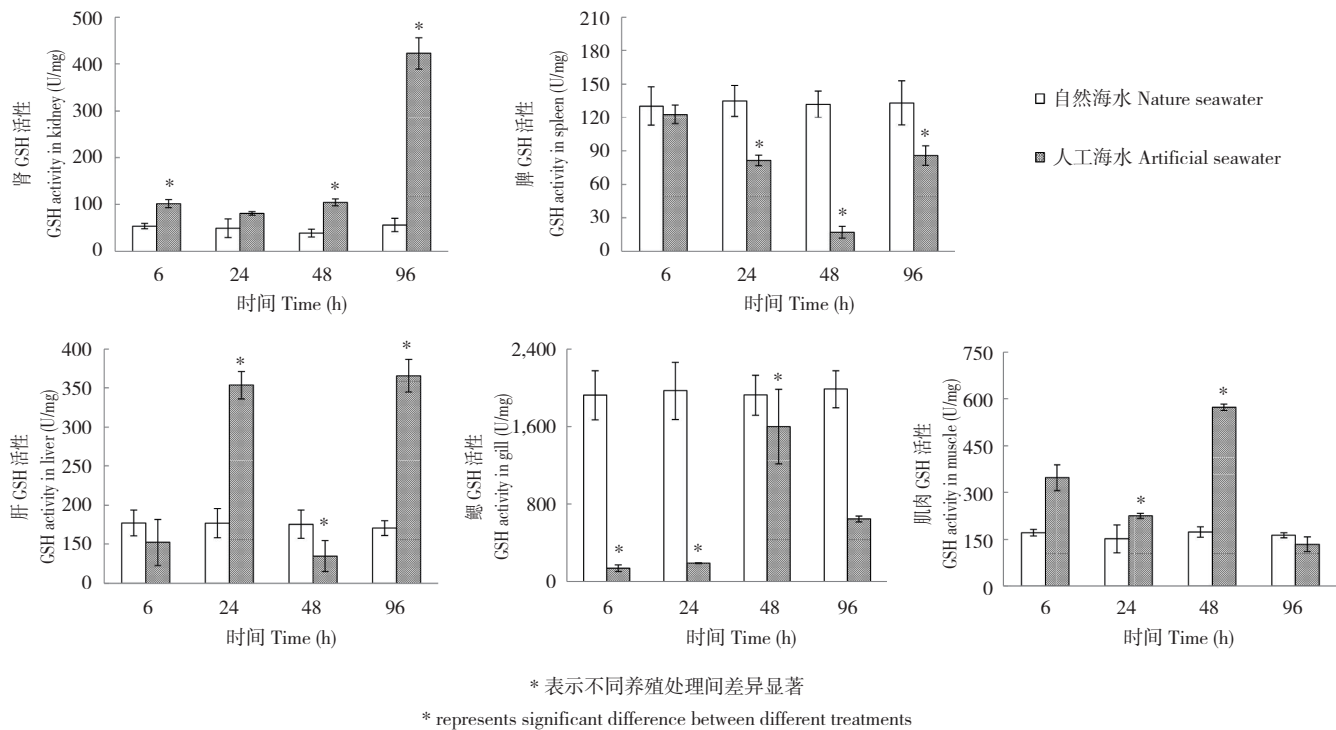 肾 GSH 活性
GSH activity in kidney (U/mg)
500
400
300
200
100
0
*
*
*
6 24 48 96
时间 Time (h)
脾 GSH 活性
GSH activity in spleen (U/mg)
210
180
150
120
90
60
30
0
*
*
*
6 24 48 96
时间 Time (h)
自然海水 Nature seawater
人工海水 Artificial seawater
肝 GSH 活性
GSH activity in liver (U/mg)
400
350
300
250
200
150
100
50
0
*
*
*
6 24 48 96
时间 Time (h)
鳃 GSH 活性
GSH activity in gill (U/mg)
2,400
1,600
800
0
*
*
*
6 24 48 96
时间 Time (h)
肌肉 GSH 活性
GSH activity in muscle (U/mg)
750
600
450
300
150
0
*
*
6 24 48 96
时间 Time (h)
* 表示不同养殖处理间差异显著
* represents significant difference between different treatments